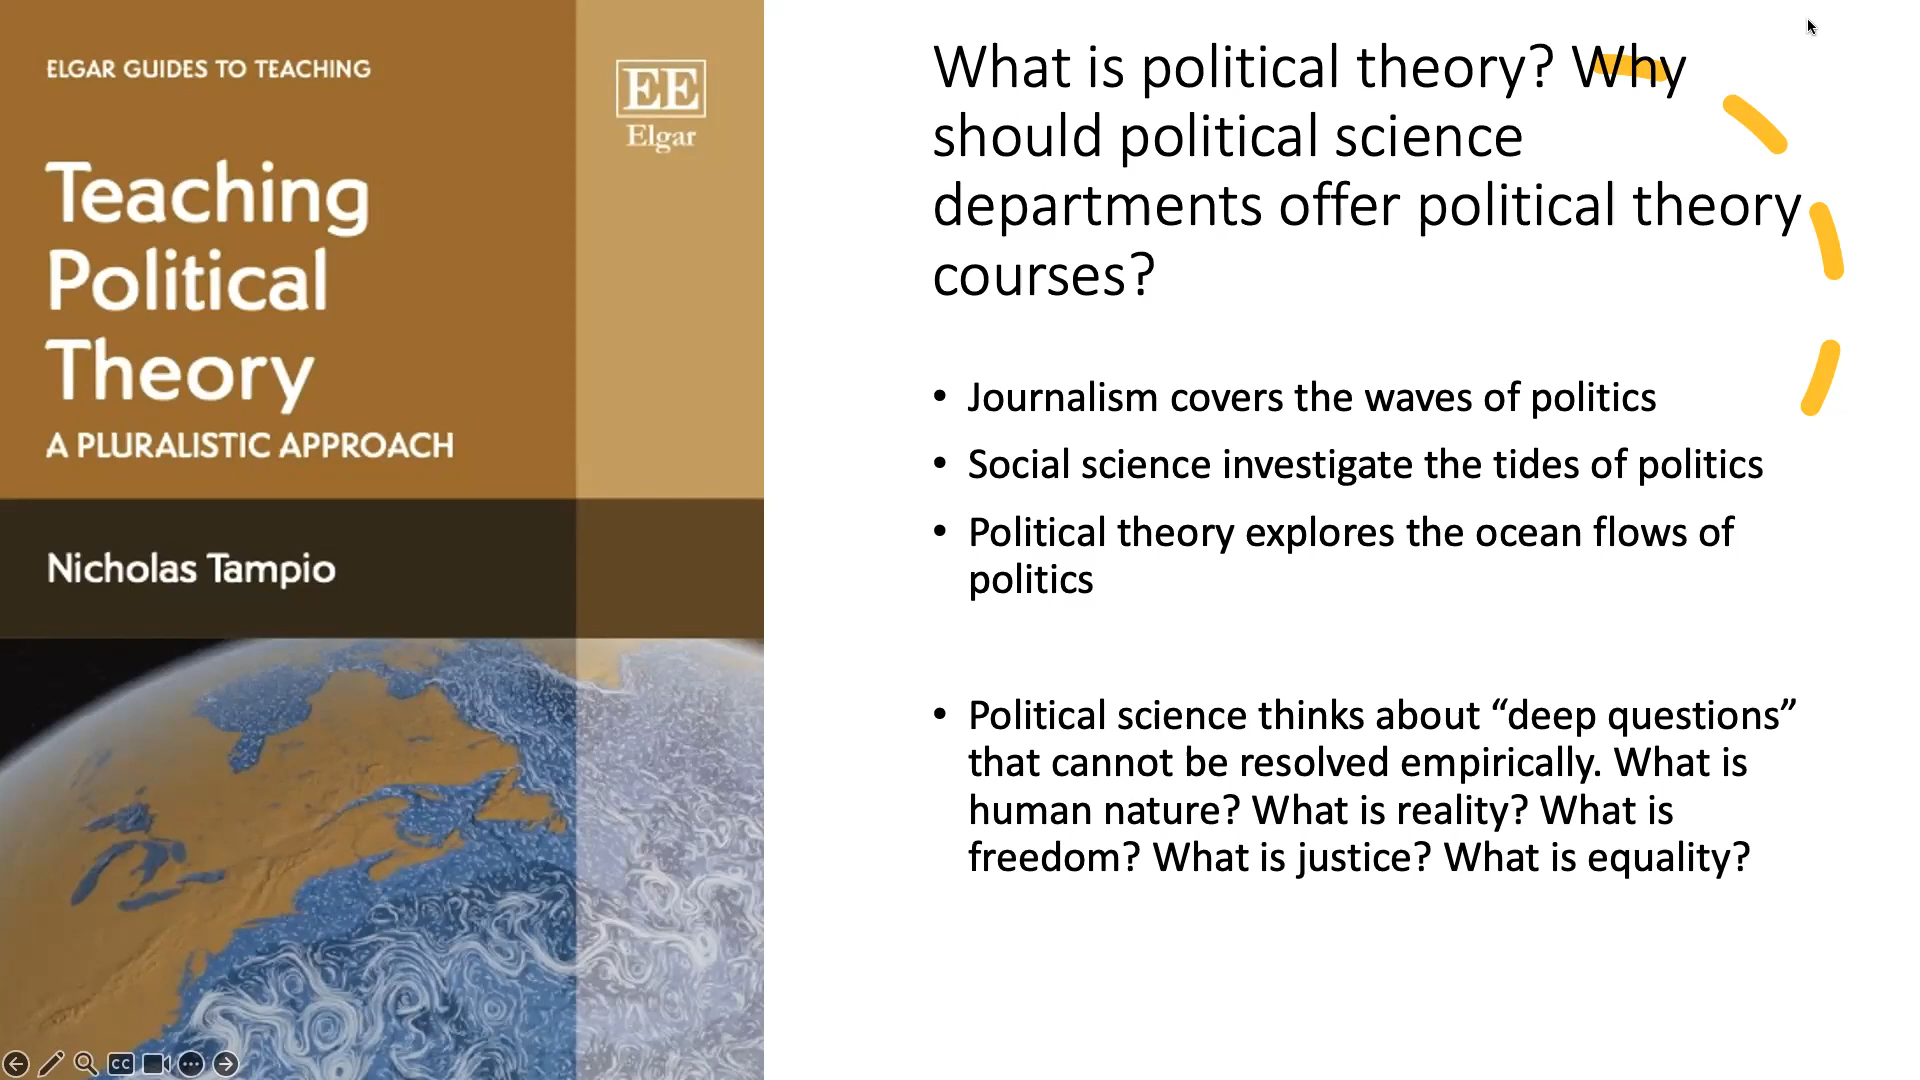 ELGAR GUIDES TO TEACHING
EE
Elgar
Teaching
Political
Theory
A PLURALISTIC APPROACH
Nicholas Tampio
What is political theory? Why
should political science
departments offer political theory
courses?
• Journalism covers the waves of politics
• Social science investigate the tides of politics
• Political theory explores the ocean flows of
politics
• Political science thinks about “deep questions”
that cannot be resolved empirically. What is
human nature? What is reality? What is
freedom? What is justice? What is equality?
CC